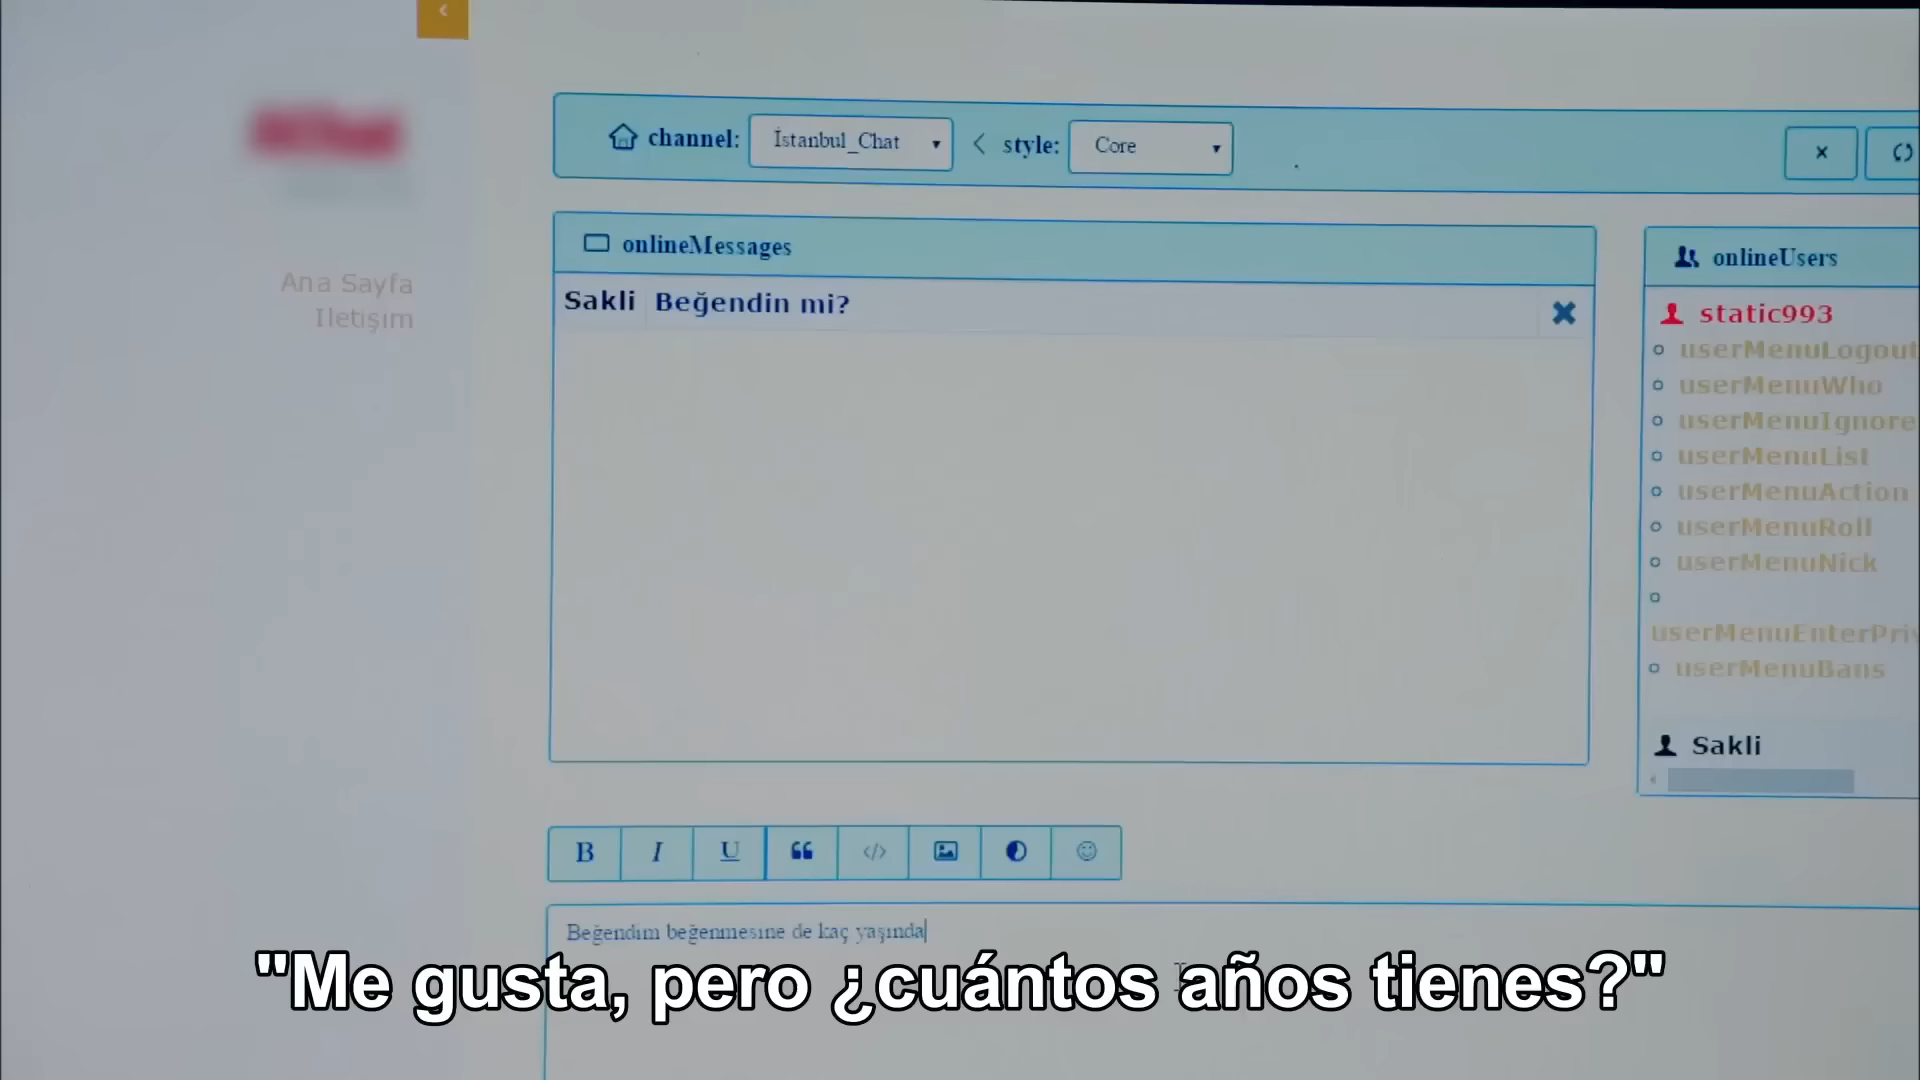 channel: İstanbul_Chat style: Core
onlineMessages
onlineUsers
Sakli Beğendin mi?
static993
userMenuLogout
userMenuWho
userMenuIgnore
userMenuList
userMenuAction
userMenuRoll
userMenuNick
userMenuEnterPriv
userMenuBans
Sakli
Ana Sayfa
Iletişim
B I U
Beğendim beğenmesine de kaç yaşında
"Me gusta, pero ¿cuántos años tienes?"